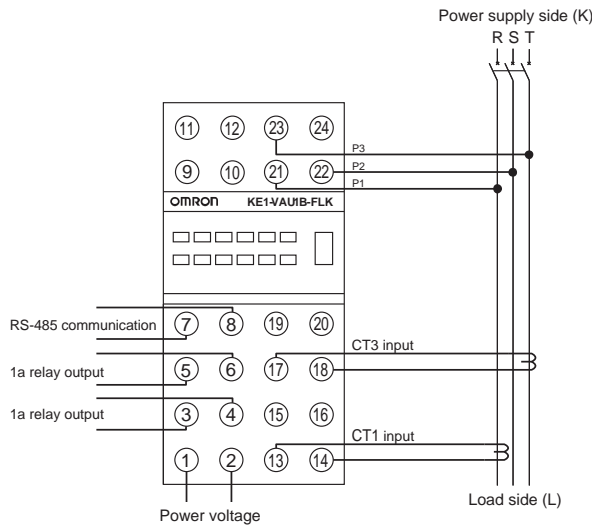 Power supply side (K)
R S T
11 12 23 24
P3
9 10 21 22
P2
P1
OMRON KE1-VAU1B-FLK
RS-485 communication
7 8 19 20
CT3 input
1a relay output
5 6 17 18
1a relay output
3 4 15 16
CT1 input
1 2 13 14
Load side (L)
Power voltage